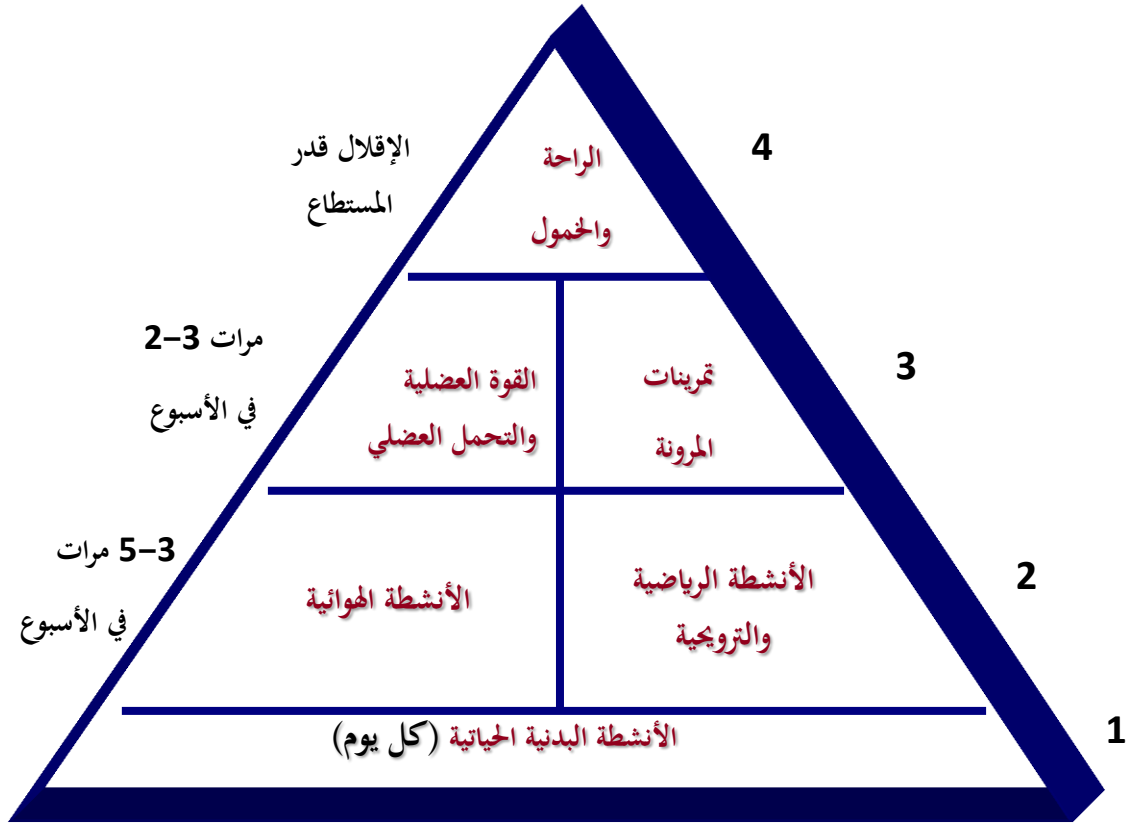 4
الراحة
والخمول
الإقلال قدر
المستطاع
3
تمرينات
المرونة
القوة العضلية
والتحمل العضلي
2–3 مرات
في الأسبوع
2
الأنشطة الرياضية
والترويحية
الأنشطة الهوائية
3–5 مرات
في الأسبوع
1
الأنشطة البدنية الحياتية (كل يوم)